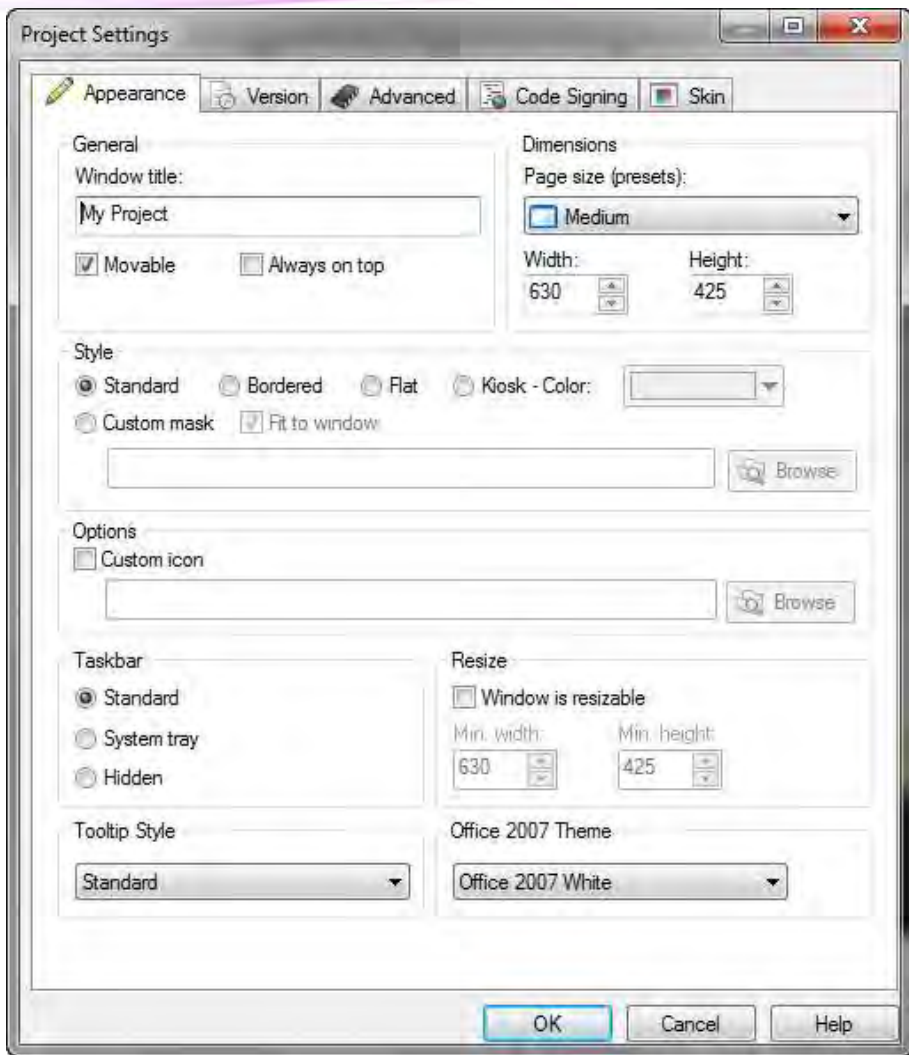 Project Settings
Appearance Version Advanced Code Signing Skin
General
Window title:
My Project
Movable Always on top
Dimensions
Page size (presets):
Medium
Width: Height:
630 425
Style
Standard Bordered Flat Kiosk - Color:
Custom mask Fit to window
Browse
Options
Custom icon
Browse
Taskbar
Standard
System tray
Hidden
Resize
Window is resizable
Min. width: Min. height:
630 425
Tooltip Style
Standard
Office 2007 Theme
Office 2007 White
OK Cancel Help